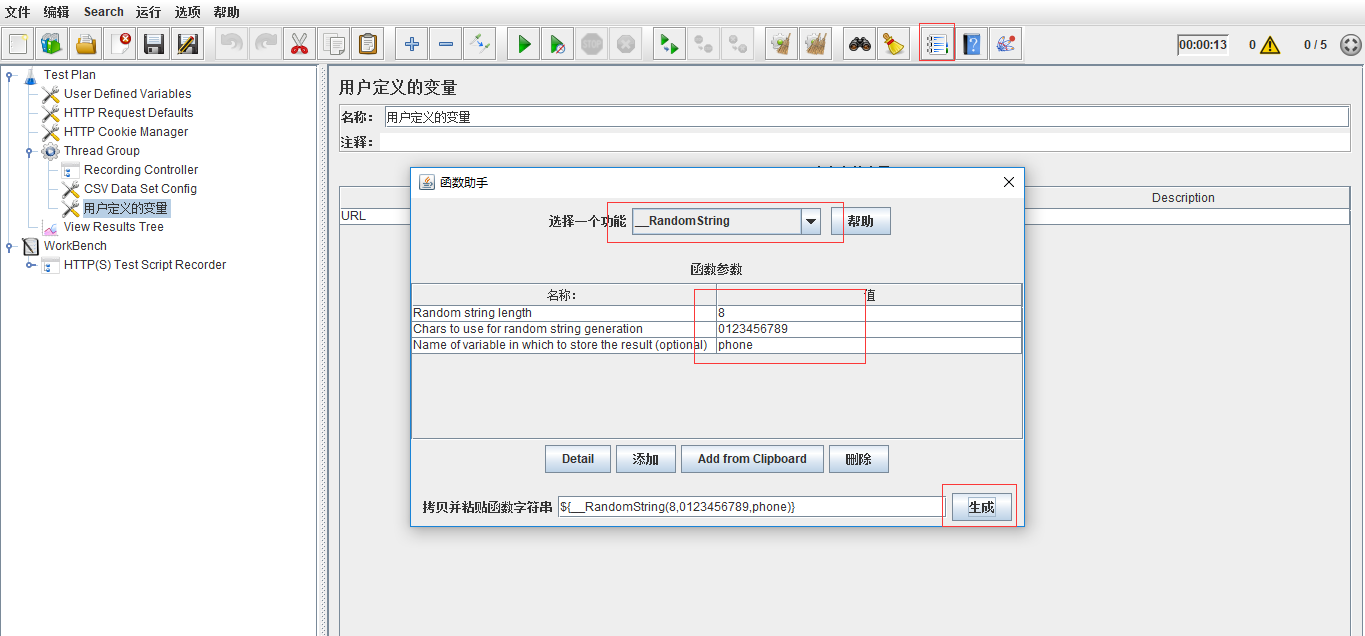 文件 编辑 Search 运行 选项 帮助
STOP 00:00:13 0 0 / 5
Test Plan
User Defined Variables
HTTP Request Defaults
HTTP Cookie Manager
Thread Group
Recording Controller
CSV Data Set Config
用户定义的变量
View Results Tree
WorkBench
HTTP(S) Test Script Recorder
用户定义的变量
名称： 用户定义的变量
注释：
Description
URL
函数助手
选择一个功能 __RandomString 帮助
函数参数
名称： 值
Random string length 8
Chars to use for random string generation 0123456789
Name of variable in which to store the result (optional) phone
Detail 添加 Add from Clipboard 删除
拷贝并粘贴函数字符串 ${__RandomString(8,0123456789,phone)} 生成